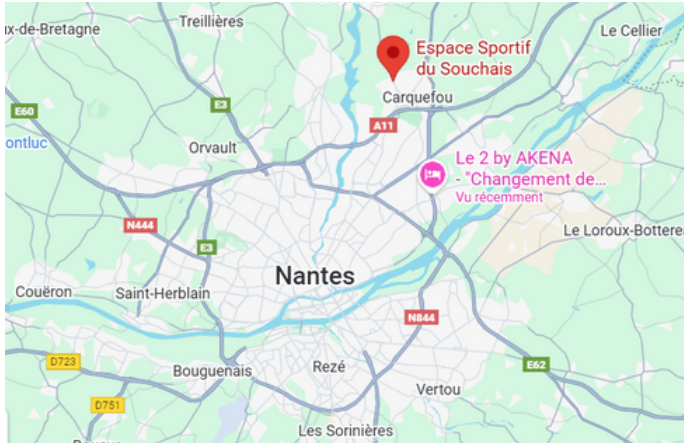 ux-de-Bretagne
Treillières
Espace Sportif
du Souchais
Le Cellier
Carquefou
E3
E60
A11
ontluc
Orvault
Le 2 by AKENA
- "Changement de...
Vu récemment
N444
E3
Le Loroux-Bottere
Nantes
Couëron
Saint-Herblain
N844
D723
Bouguenais
Rezé
E62
Vertou
D751
Les Sorinières